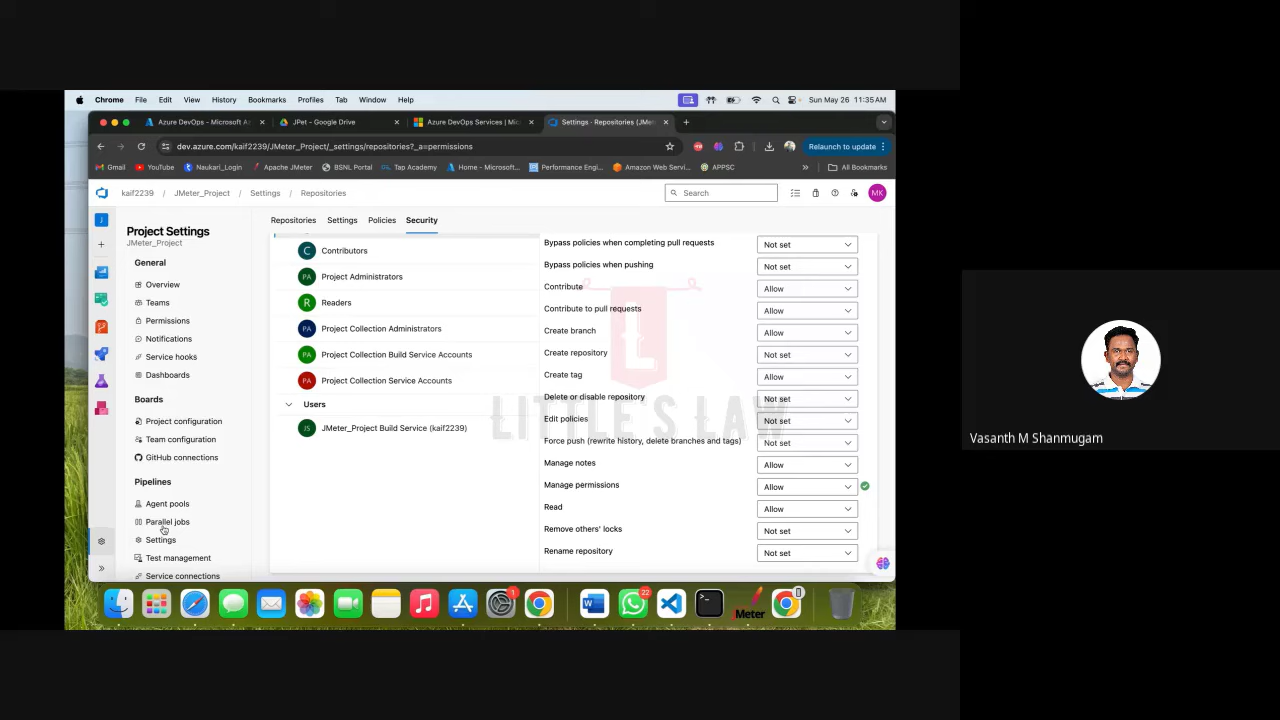 Chrome File Edit View History Bookmarks Profiles Tab Window Help Sun May 26 11:35 AM
Azure DevOps - Microsoft Az JPet - Google Drive Azure DevOps Services | Mic Settings · Repositories (JMet
dev.azure.com/kaif2239/JMeter_Project/_settings/repositories?_a=permissions Relaunch to update
Gmail YouTube Naukari_Login Apache JMeter BSNL Portal Tap Academy Home - Microsoft... Performance Engi... Amazon Web Servi... APPSC » All Bookmarks
kaif2239 / JMeter_Project / Settings / Repositories Search MK
J
Project Settings
JMeter_Project
General
Overview
Teams
Permissions
Notifications
Service hooks
Dashboards
Boards
Project configuration
Team configuration
GitHub connections
Pipelines
Agent pools
Parallel jobs
Settings
Test management
Service connections
Repositories Settings Policies Security
C Contributors
PA Project Administrators
R Readers
PA Project Collection Administrators
PA Project Collection Build Service Accounts
PA Project Collection Service Accounts
Users
JS JMeter_Project Build Service (kaif2239)
Bypass policies when completing pull requests Not set
Bypass policies when pushing Not set
Contribute Allow
Contribute to pull requests Allow
Create branch Allow
Create repository Not set
Create tag Allow
Delete or disable repository Not set
Edit policies Not set
Force push (rewrite history, delete branches and tags) Not set
Manage notes Allow
Manage permissions Allow
Read Allow
Remove others' locks Not set
Rename repository Not set
L
LITTLE'S LAW
1 22
Meter
Vasanth M Shanmugam